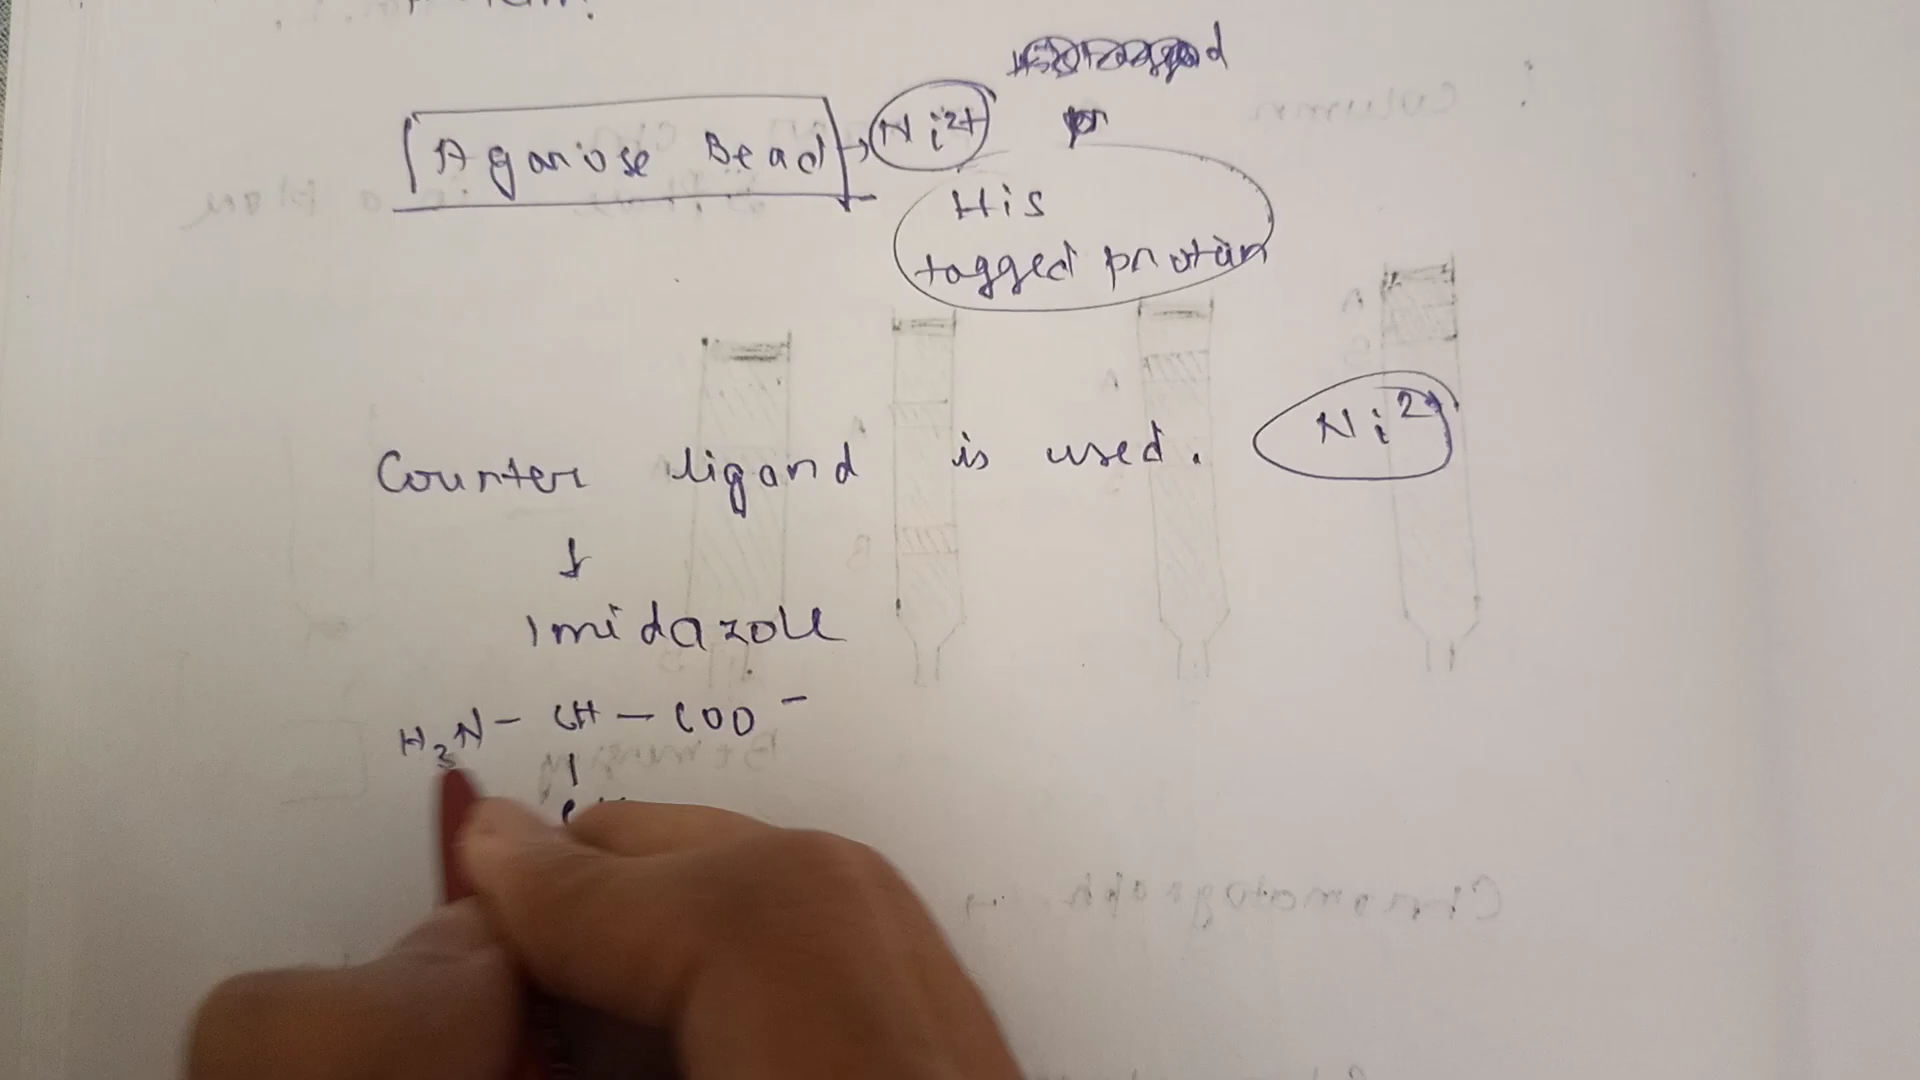 Agarose Bead → Ni2+
His
tagged protein
Counter ligand is used. Ni2+
↓
Imidazole
H3N - CH - COO-